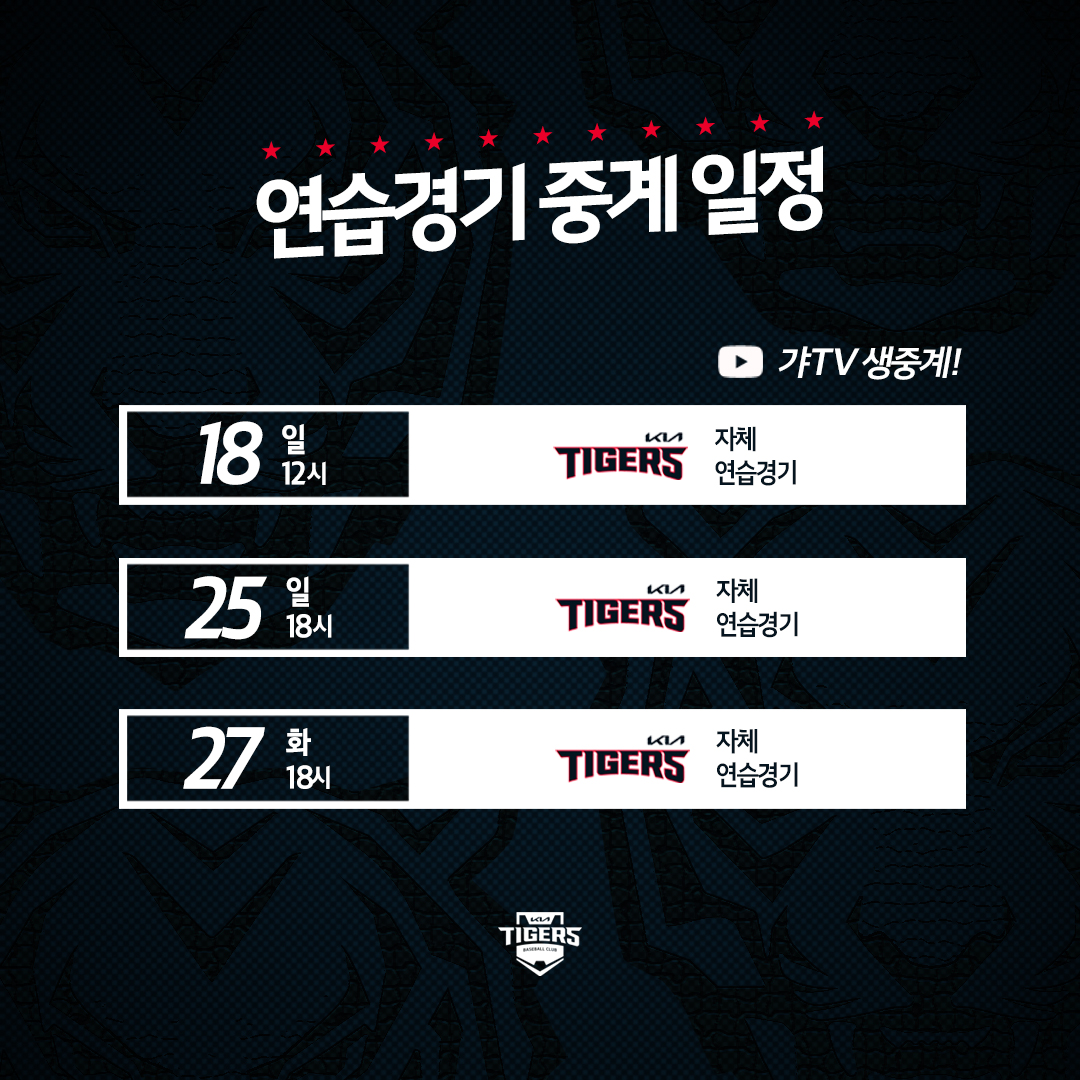 연습경기 중계 일정
갸TV 생중계!
18 일
12시
KIA
TIGERS
자체
연습경기
25 일
18시
KIA
TIGERS
자체
연습경기
27 화
18시
KIA
TIGERS
자체
연습경기
KIA
TIGERS
BASEBALL CLUB